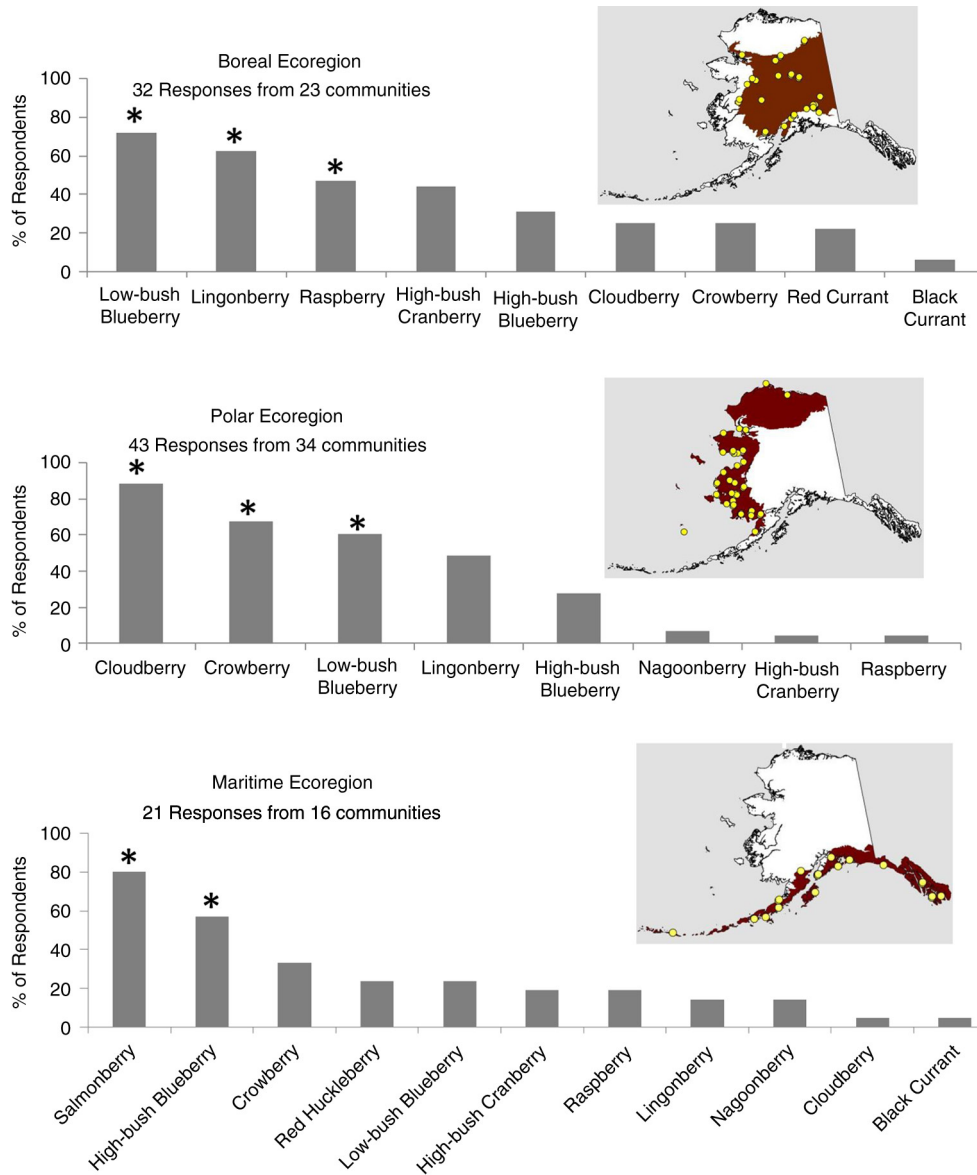 Boreal Ecoregion
32 Responses from 23 communities
% of Respondents
100
80
60
40
20
0
*
*
*
Low-bush
Blueberry
Lingonberry
Raspberry
High-bush
Cranberry
High-bush
Blueberry
Cloudberry
Crowberry
Red Currant
Black
Currant
Polar Ecoregion
43 Responses from 34 communities
% of Respondents
100
80
60
40
20
0
*
*
*
Cloudberry
Crowberry
Low-bush
Blueberry
Lingonberry
High-bush
Blueberry
Nagoonberry
High-bush
Cranberry
Raspberry
Maritime Ecoregion
21 Responses from 16 communities
% of Respondents
100
80
60
40
20
0
*
*
Salmonberry
High-bush Blueberry
Crowberry
Red Huckleberry
Low-bush Blueberry
High-bush Cranberry
Raspberry
Lingonberry
Nagoonberry
Cloudberry
Black Currant